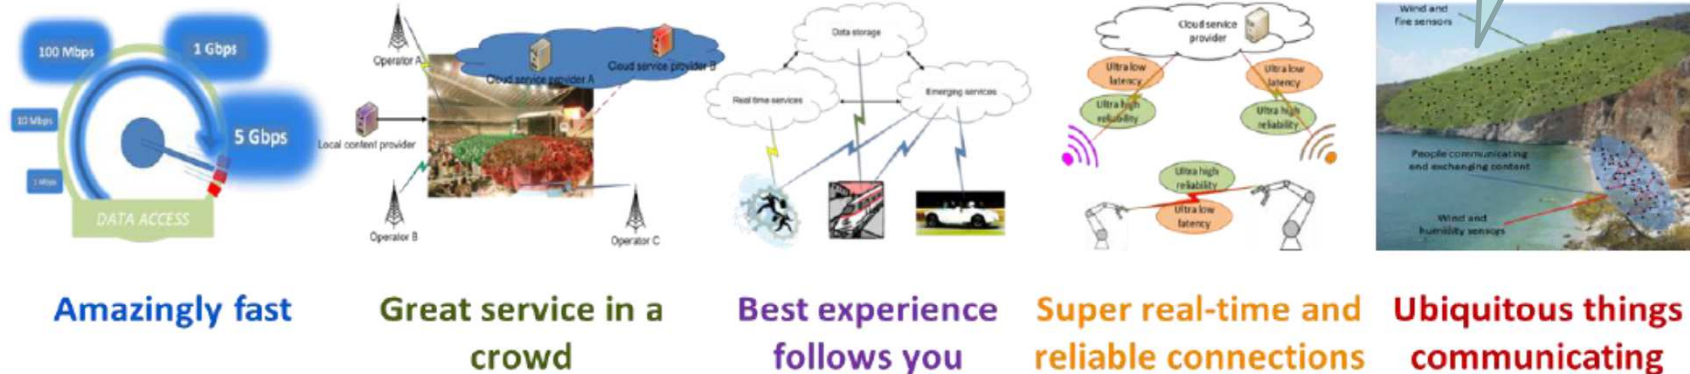 100 Mbps
1 Gbps
10 Mbps
5 Gbps
1 Mbps
DATA ACCESS
Amazingly fast
Operator A
Cloud service provider A
Cloud service provider B
Local content provider
Operator B
Operator C
Great service in a
crowd
Data storage
Real time services
Emerging services
Best experience
follows you
Cloud service
provider
Ultra low
latency
Ultra high
reliability
Ultra low
latency
Ultra high
reliability
Ultra high
reliability
Ultra low
latency
Super real-time and
reliable connections
Wind and
fire sensors
People communicating
and exchanging content
Wind and
humidity sensors
Ubiquitous things
communicating